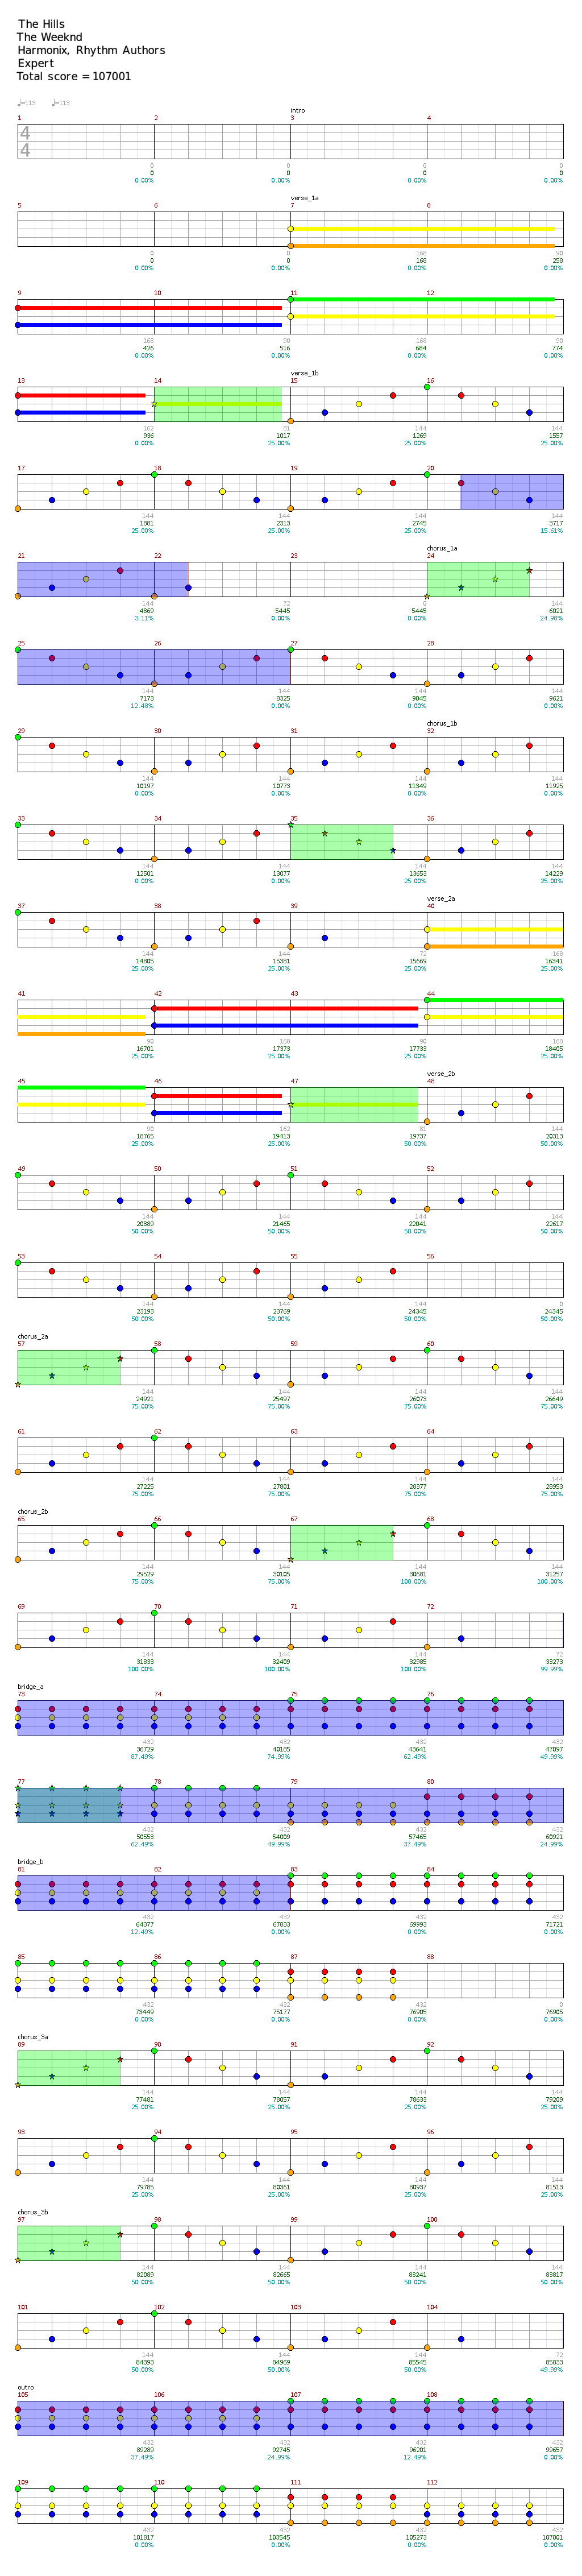 The Hills
The Weeknd
Harmonix, Rhythm Authors
Expert
Total score = 107001
♩=113 ♩=113
intro
1 2 3 4
4
4
0 0 0 0
0 0 0 0
0.00% 0.00% 0.00% 0.00%
verse_1a
5 6 7 8
0 0 168 90
0 0 168 258
0.00% 0.00% 0.00% 0.00%
9 10 11 12
168 90 168 90
426 516 684 774
0.00% 0.00% 0.00% 0.00%
verse_1b
13 14 15 16
162 81 144 144
936 1017 1269 1557
0.00% 25.00% 25.00% 25.00%
17 18 19 20
144 144 144 144
1881 2313 2745 3717
25.00% 25.00% 25.00% 15.61%
chorus_1a
21 22 23 24
144 72 0 144
4869 5445 5445 6021
3.11% 0.00% 0.00% 24.98%
25 26 27 28
144 144 144 144
7173 8325 9045 9621
12.48% 0.00% 0.00% 0.00%
chorus_1b
29 30 31 32
144 144 144 144
10197 10773 11349 11925
0.00% 0.00% 0.00% 0.00%
33 34 35 36
144 144 144 144
12501 13077 13653 14229
0.00% 0.00% 25.00% 25.00%
verse_2a
37 38 39 40
144 144 72 168
14805 15381 15669 16341
25.00% 25.00% 25.00% 25.00%
41 42 43 44
90 168 90 168
16701 17373 17733 18405
25.00% 25.00% 25.00% 25.00%
verse_2b
45 46 47 48
90 162 81 144
18765 19413 19737 20313
25.00% 25.00% 50.00% 50.00%
49 50 51 52
144 144 144 144
20889 21465 22041 22617
50.00% 50.00% 50.00% 50.00%
53 54 55 56
144 144 144 0
23193 23769 24345 24345
50.00% 50.00% 50.00% 50.00%
chorus_2a
57 58 59 60
144 144 144 144
24921 25497 26073 26649
75.00% 75.00% 75.00% 75.00%
61 62 63 64
144 144 144 144
27225 27801 28377 28953
75.00% 75.00% 75.00% 75.00%
chorus_2b
65 66 67 68
144 144 144 144
29529 30105 30681 31257
75.00% 75.00% 100.00% 100.00%
69 70 71 72
144 144 144 72
31833 32409 32985 33273
100.00% 100.00% 100.00% 99.99%
bridge_a
73 74 75 76
432 432 432 432
36729 40185 43641 47097
87.49% 74.99% 62.49% 49.99%
77 78 79 80
432 432 432 432
50553 54009 57465 60921
62.49% 49.99% 37.49% 24.99%
bridge_b
81 82 83 84
432 432 432 432
64377 67833 69993 71721
12.49% 0.00% 0.00% 0.00%
85 86 87 88
432 432 432 0
73449 75177 76905 76905
0.00% 0.00% 0.00% 0.00%
chorus_3a
89 90 91 92
144 144 144 144
77481 78057 78633 79209
25.00% 25.00% 25.00% 25.00%
93 94 95 96
144 144 144 144
79785 80361 80937 81513
25.00% 25.00% 25.00% 25.00%
chorus_3b
97 98 99 100
144 144 144 144
82089 82665 83241 83817
50.00% 50.00% 50.00% 50.00%
101 102 103 104
144 144 144 72
84393 84969 85545 85833
50.00% 50.00% 50.00% 49.99%
outro
105 106 107 108
432 432 432 432
89289 92745 96201 99657
37.49% 24.99% 12.49% 0.00%
109 110 111 112
432 432 432 432
101817 103545 105273 107001
0.00% 0.00% 0.00% 0.00%